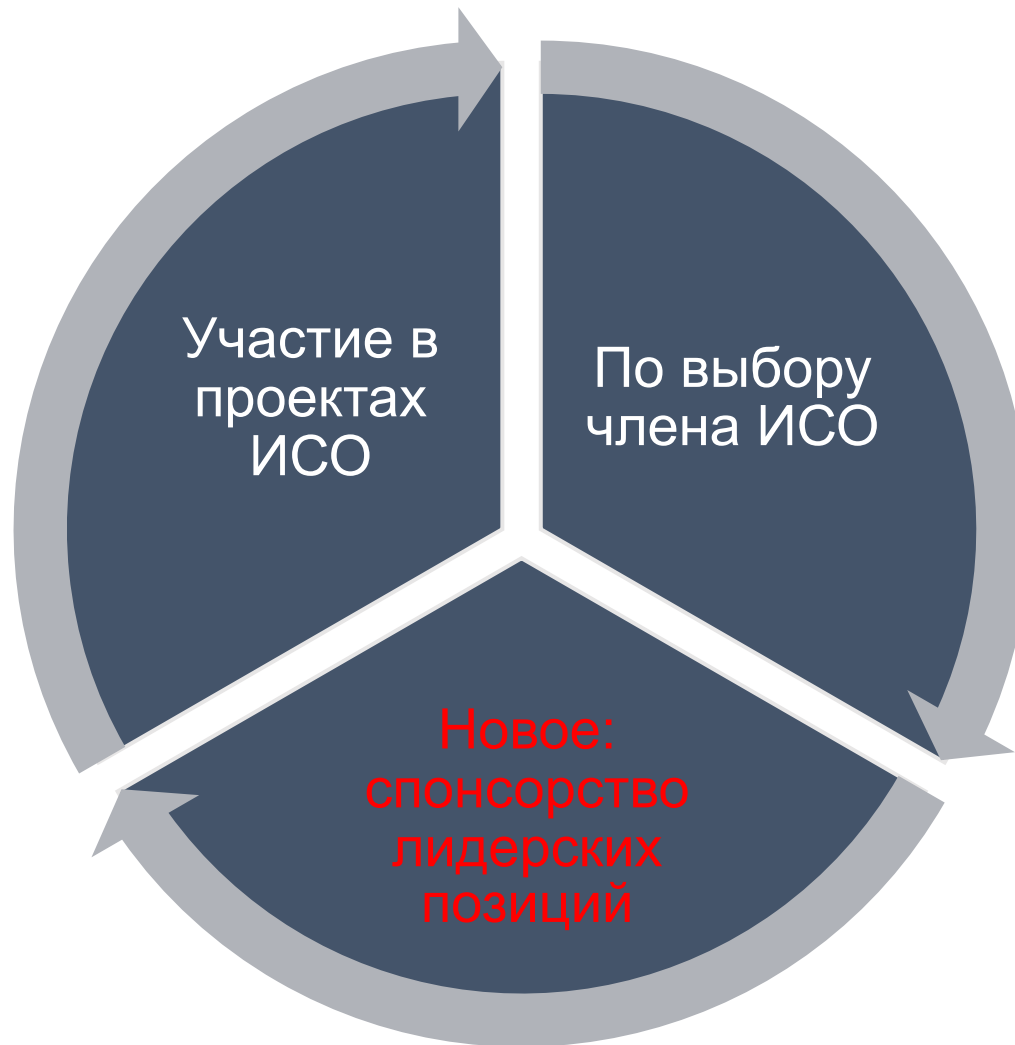 Участие в
проектах
ИСО
По выбору
члена ИСО
Новое:
спонсорство
лидерских
позиций